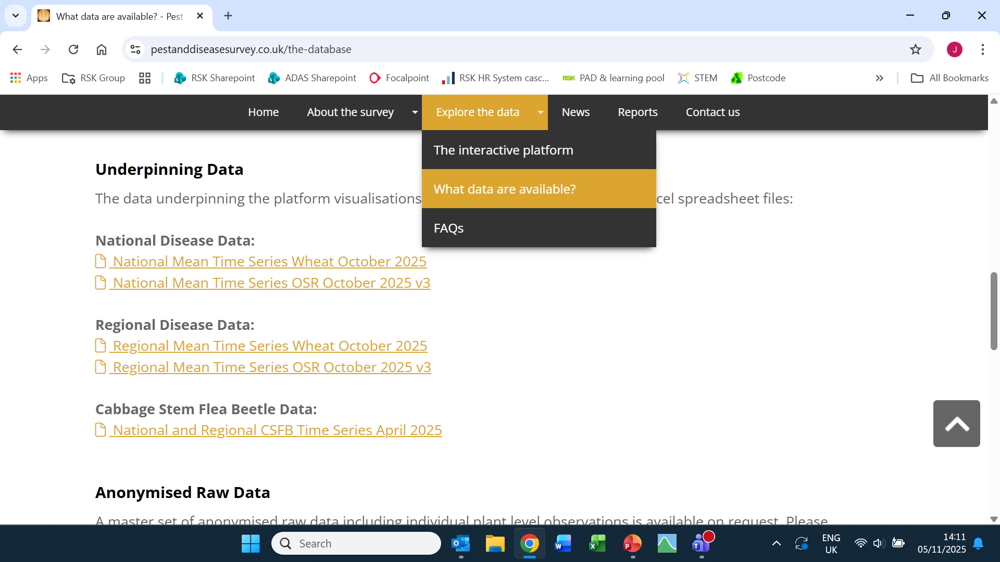 What data are available? - Pest
pestanddiseasesurvey.co.uk/the-database
J
Apps RSK Group RSK Sharepoint ADAS Sharepoint Focalpoint RSK HR System casc... RSK PAD & learning pool STEM Postcode All Bookmarks
Home About the survey Explore the data News Reports Contact us
The interactive platform
What data are available?
FAQs
Underpinning Data
The data underpinning the platform visualisations cel spreadsheet files:
National Disease Data:
National Mean Time Series Wheat October 2025
National Mean Time Series OSR October 2025 v3
Regional Disease Data:
Regional Mean Time Series Wheat October 2025
Regional Mean Time Series OSR October 2025 v3
Cabbage Stem Flea Beetle Data:
National and Regional CSFB Time Series April 2025
Anonymised Raw Data
A master set of anonymised raw data including individual plant level observations is available on request. Please
Search
ENG
UK
14:11
05/11/2025